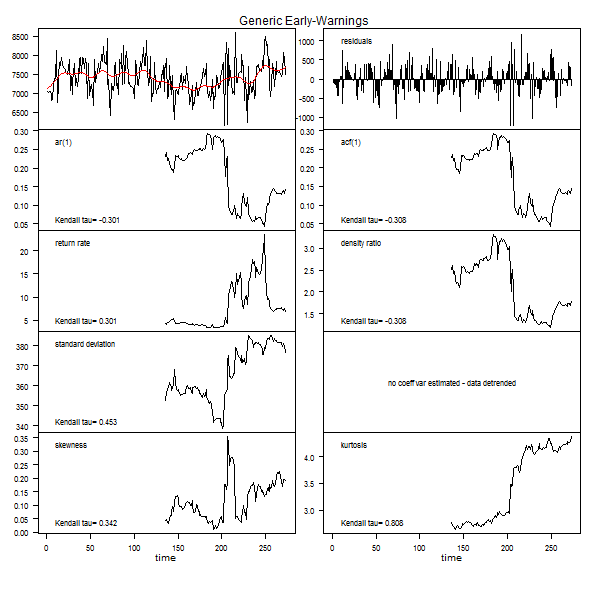 Generic Early-Warnings
8500
8000
7500
7000
6500
residuals
1000
500
0
-500
-1000
ar(1)
0.30
0.25
0.20
0.15
0.10
0.05
Kendall tau= -0.301
acf(1)
0.30
0.25
0.20
0.15
0.10
0.05
Kendall tau= -0.308
return rate
20
15
10
5
Kendall tau= 0.301
density ratio
3.0
2.5
2.0
1.5
Kendall tau= -0.308
standard deviation
380
370
360
350
340
Kendall tau= 0.453
no coeff var estimated - data detrended
skewness
0.35
0.30
0.25
0.20
0.15
0.10
0.05
0.00
Kendall tau= 0.342
kurtosis
4.0
3.5
3.0
Kendall tau= 0.808
0 50 100 150 200 250
time
0 50 100 150 200 250
time